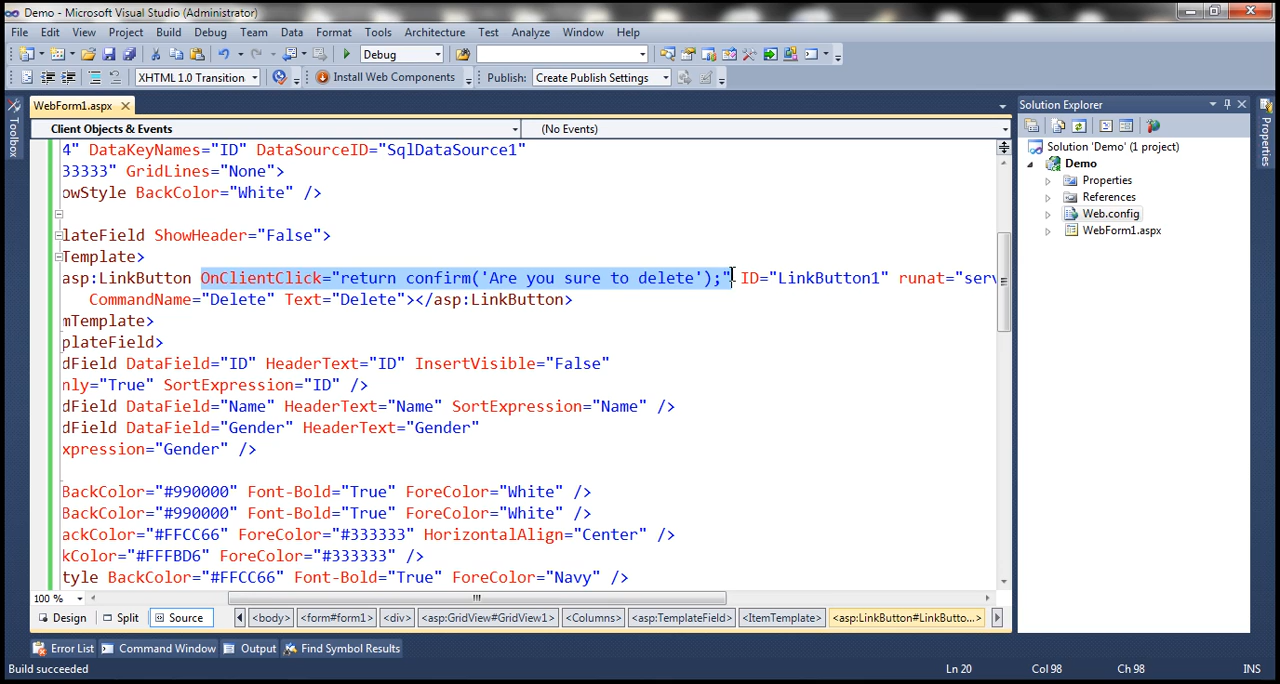 Demo - Microsoft Visual Studio (Administrator)
File Edit View Project Build Debug Team Data Format Tools Architecture Test Analyze Window Help
Debug
XHTML 1.0 Transition Install Web Components Publish: Create Publish Settings
WebForm1.aspx
Solution Explorer
Client Objects & Events (No Events)
Toolbox
Properties
Solution 'Demo' (1 project)
Demo
Properties
References
Web.config
WebForm1.aspx
4" DataKeyNames="ID" DataSourceID="SqlDataSource1"
33333" GridLines="None">
owStyle BackColor="White" />
lateField ShowHeader="False">
Template>
asp:LinkButton OnClientClick="return confirm('Are you sure to delete');" ID="LinkButton1" runat="serv
CommandName="Delete" Text="Delete"></asp:LinkButton>
mTemplate>
plateField>
dField DataField="ID" HeaderText="ID" InsertVisible="False"
nly="True" SortExpression="ID" />
dField DataField="Name" HeaderText="Name" SortExpression="Name" />
dField DataField="Gender" HeaderText="Gender"
xpression="Gender" />
BackColor="#990000" Font-Bold="True" ForeColor="White" />
BackColor="#990000" Font-Bold="True" ForeColor="White" />
ackColor="#FFCC66" ForeColor="#333333" HorizontalAlign="Center" />
kColor="#FFFBD6" ForeColor="#333333" />
tyle BackColor="#FFCC66" Font-Bold="True" ForeColor="Navy" />
100 %
Design Split Source <body> <form#form1> <div> <asp:GridView#GridView1> <Columns> <asp:TemplateField> <ItemTemplate> <asp:LinkButton#LinkButto...>
Error List Command Window Output Find Symbol Results
Build succeeded Ln 20 Col 98 Ch 98 INS